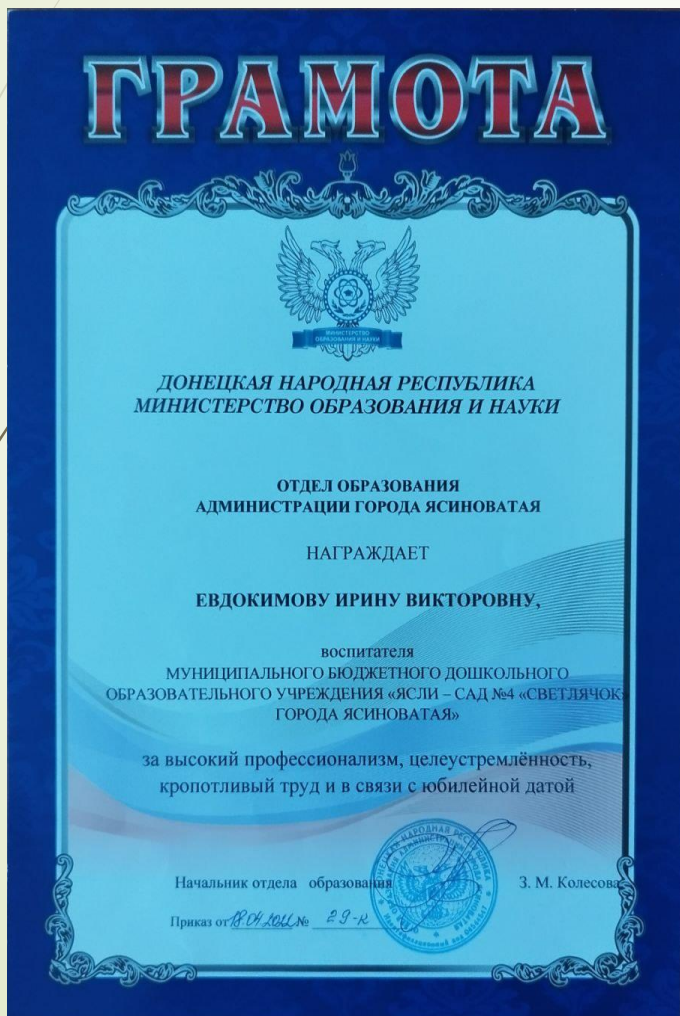 ГРАМОТА
МИНИСТЕРСТВО
ОБРАЗОВАНИЯ И НАУКИ
ДОНЕЦКАЯ НАРОДНАЯ РЕСПУБЛИКА
МИНИСТЕРСТВО ОБРАЗОВАНИЯ И НАУКИ
ОТДЕЛ ОБРАЗОВАНИЯ
АДМИНИСТРАЦИИ ГОРОДА ЯСИНОВАТАЯ
НАГРАЖДАЕТ
ЕВДОКИМОВУ ИРИНУ ВИКТОРОВНУ,
воспитателя
МУНИЦИПАЛЬНОГО БЮДЖЕТНОГО ДОШКОЛЬНОГО
ОБРАЗОВАТЕЛЬНОГО УЧРЕЖДЕНИЯ «ЯСЛИ – САД №4 «СВЕТЛЯЧОК»
ГОРОДА ЯСИНОВАТАЯ»
за высокий профессионализм, целеустремлённость,
кропотливый труд и в связи с юбилейной датой
Начальник отдела образования З. М. Колесова
Приказ от 18.04.2022 № 29-к